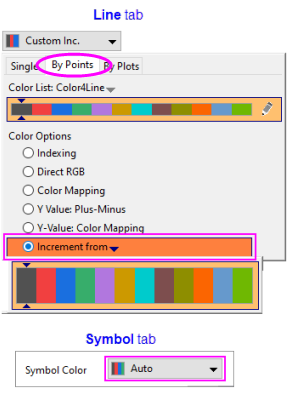 Line tab
Custom Inc.
Single By Points By Plots
Color List: Color4Line
Color Options
Indexing
Direct RGB
Color Mapping
Y Value: Plus-Minus
Y-Value: Color Mapping
Increment from
Symbol tab
Symbol Color Auto